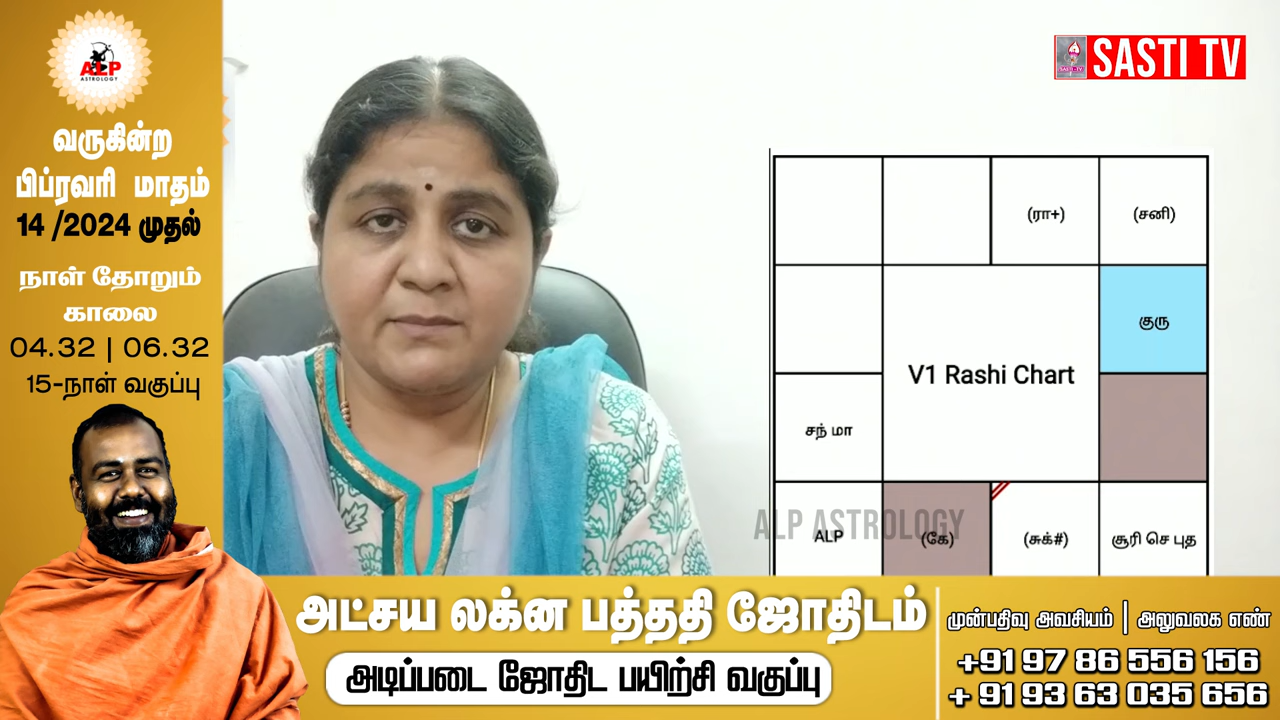 ALP
ASTROLOGY
வருகின்ற
பிப்ரவரி மாதம்
14 /2024 முதல்
நாள் தோறும்
காலை
04.32 | 06.32
15-நாள் வகுப்பு
SASTI TV
(ரா+)
(சனி)
குரு
V1 Rashi Chart
சந் மா
ALP
(கே)
(சுக்#)
சூரி செ புத
ALP ASTROLOGY
அட்சய லக்ன பத்ததி ஜோதிடம்
அடிப்படை ஜோதிட பயிற்சி வகுப்பு
முன்பதிவு அவசியம் | அலுவலக எண்
+91 97 86 556 156
+ 91 93 63 035 656